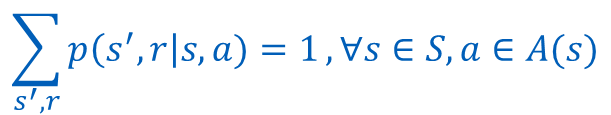 ∑_{s′,r} p(s′, r|s, a) = 1, ∀s ∈ S, a ∈ A(s)